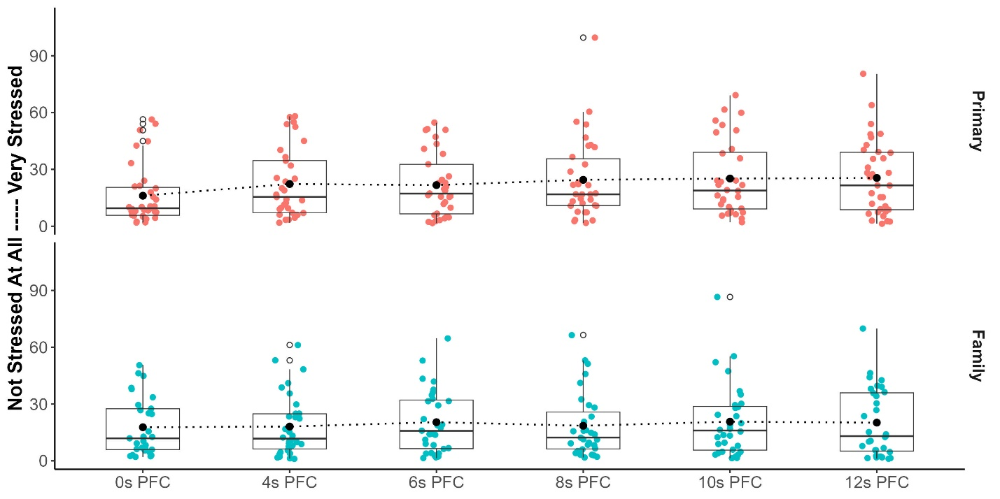 Not Stressed At All ----- Very Stressed
90
60
30
0
Primary
90
60
30
0
Family
0s PFC 4s PFC 6s PFC 8s PFC 10s PFC 12s PFC